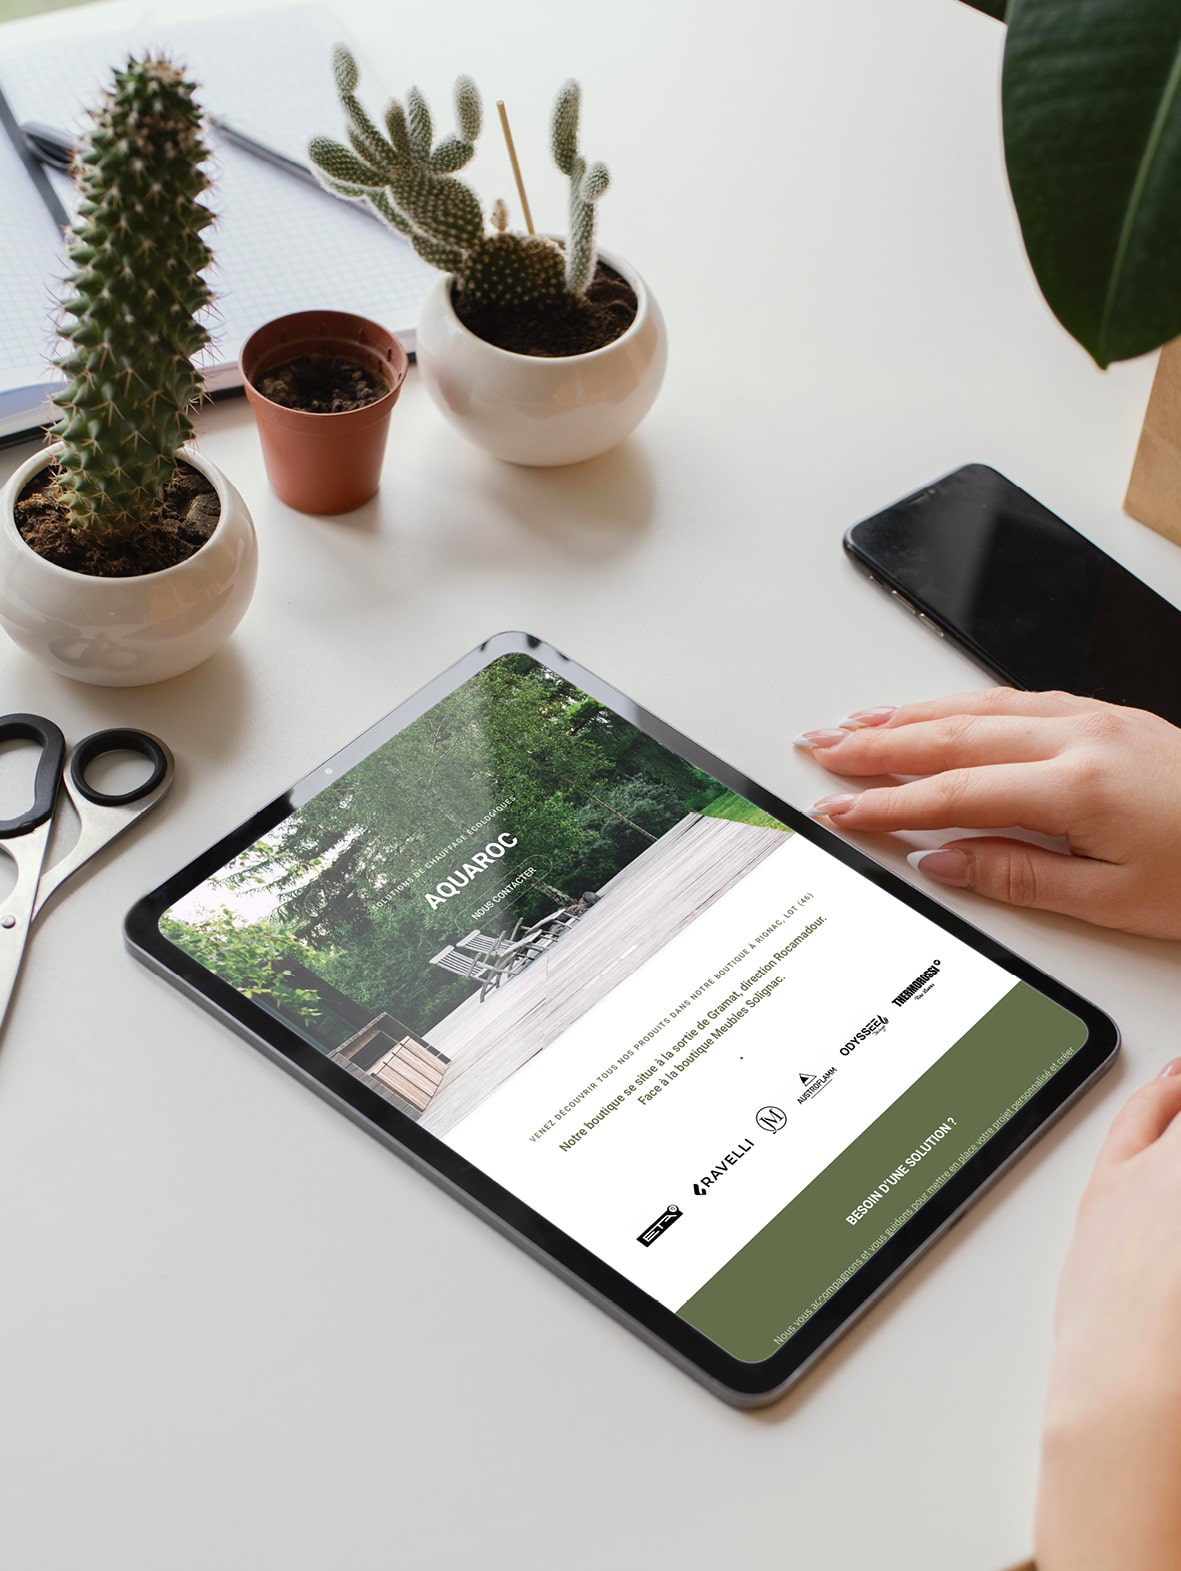 SOLUTIONS DE CHAUFFAGE ÉCOLOGIQUES
AQUAROC
NOUS CONTACTER
VENEZ DÉCOUVRIR TOUS NOS PRODUITS DANS NOTRE BOUTIQUE À RIGNAC, LOT (46)
Notre boutique se situe à la sortie de Gramat, direction Rocamadour.
Face à la boutique Meubles Solignac.
ETA
RAVELLI
MJ
AUSTROFLAMM
ODYSSEE
THERMOROSSI
BESOIN D'UNE SOLUTION ?
Nous vous accompagnons et vous guidons pour mettre en place votre projet personnalisé et créer